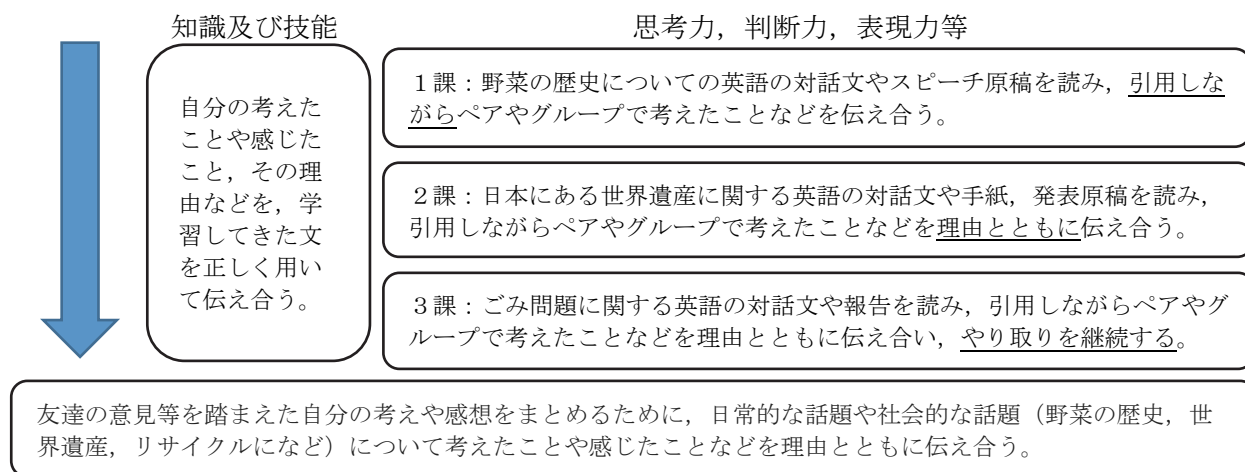 知識及び技能
思考力，判断力，表現力等
自分の考えた
ことや感じた
こと，その理
由などを，学
習してきた文
を正しく用い
て伝え合う。
１課：野菜の歴史についての英語の対話文やスピーチ原稿を読み，引用しな
がらペアやグループで考えたことなどを伝え合う。
２課：日本にある世界遺産に関する英語の対話文や手紙，発表原稿を読み，
引用しながらペアやグループで考えたことなどを理由とともに伝え合う。
３課：ごみ問題に関する英語の対話文や報告を読み，引用しながらペアやグ
ループで考えたことなどを理由とともに伝え合い，やり取りを継続する。
友達の意見等を踏まえた自分の考えや感想をまとめるために，日常的な話題や社会的な話題（野菜の歴史，世
界遺産，リサイクルになど）について考えたことや感じたことなどを理由とともに伝え合う。